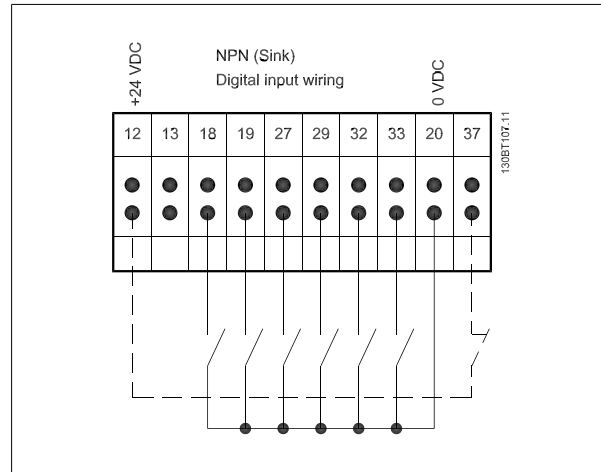 NPN (Sink)
Digital input wiring
+24 VDC
0 VDC
12 13 18 19 27 29 32 33 20 37
130BT107.11